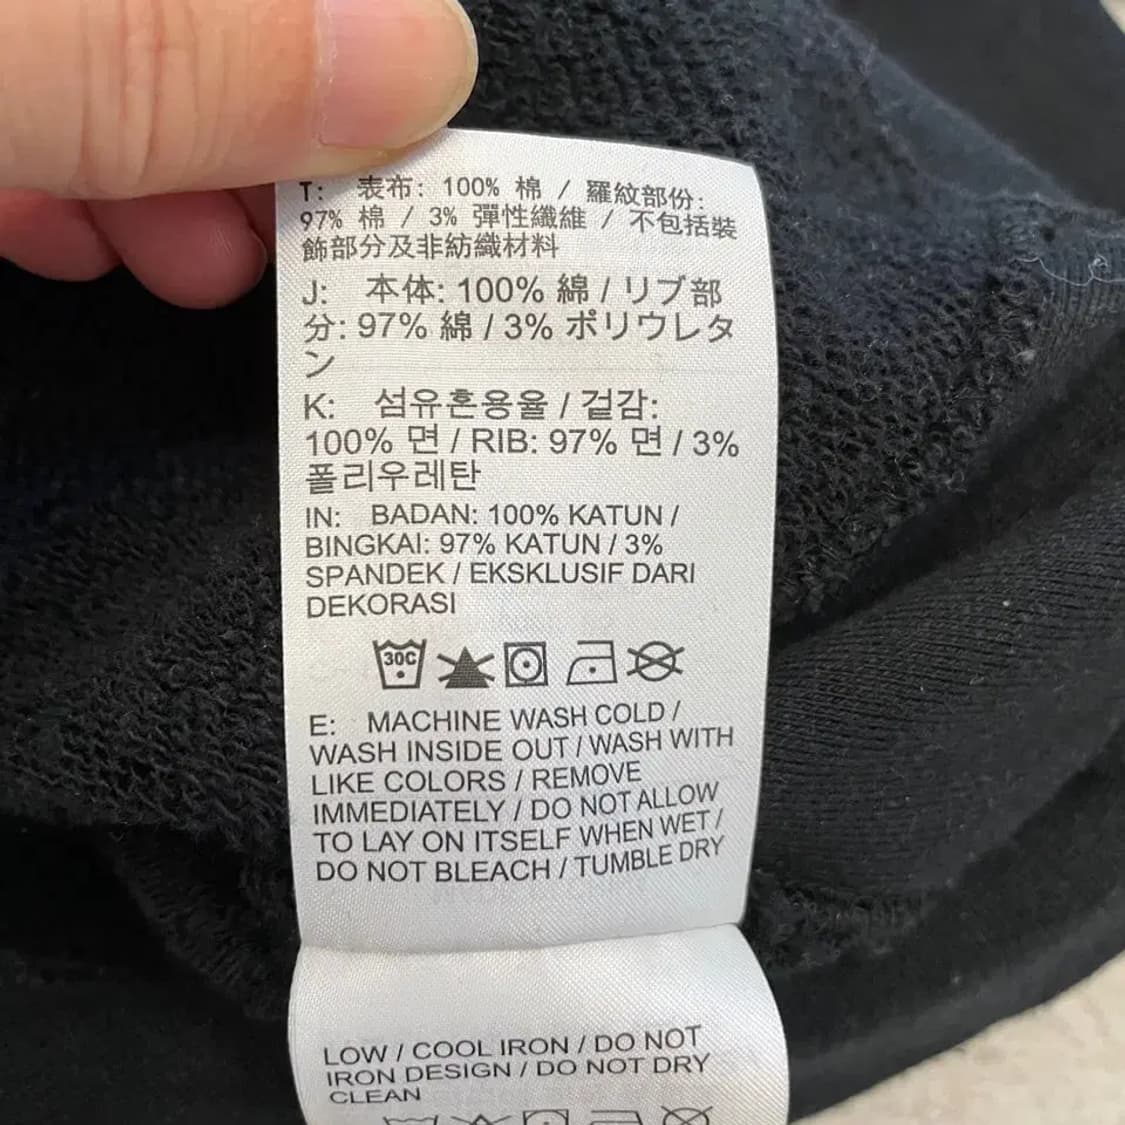 T: 表布: 100% 棉 / 羅紋部份:
97% 棉 / 3% 彈性纖維 / 不包括裝
飾部分及非紡織材料
J: 本体: 100% 綿 / リブ部
分: 97% 綿 / 3% ポリウレタ
ン
K: 섬유혼용율 / 겉감:
100% 면 / RIB: 97% 면 / 3%
폴리우레탄
IN: BADAN: 100% KATUN /
BINGKAI: 97% KATUN / 3%
SPANDEK / EKSKLUSIF DARI
DEKORASI
30C
E: MACHINE WASH COLD /
WASH INSIDE OUT / WASH WITH
LIKE COLORS / REMOVE
IMMEDIATELY / DO NOT ALLOW
TO LAY ON ITSELF WHEN WET /
DO NOT BLEACH / TUMBLE DRY
LOW / COOL IRON / DO NOT
IRON DESIGN / DO NOT DRY
CLEAN